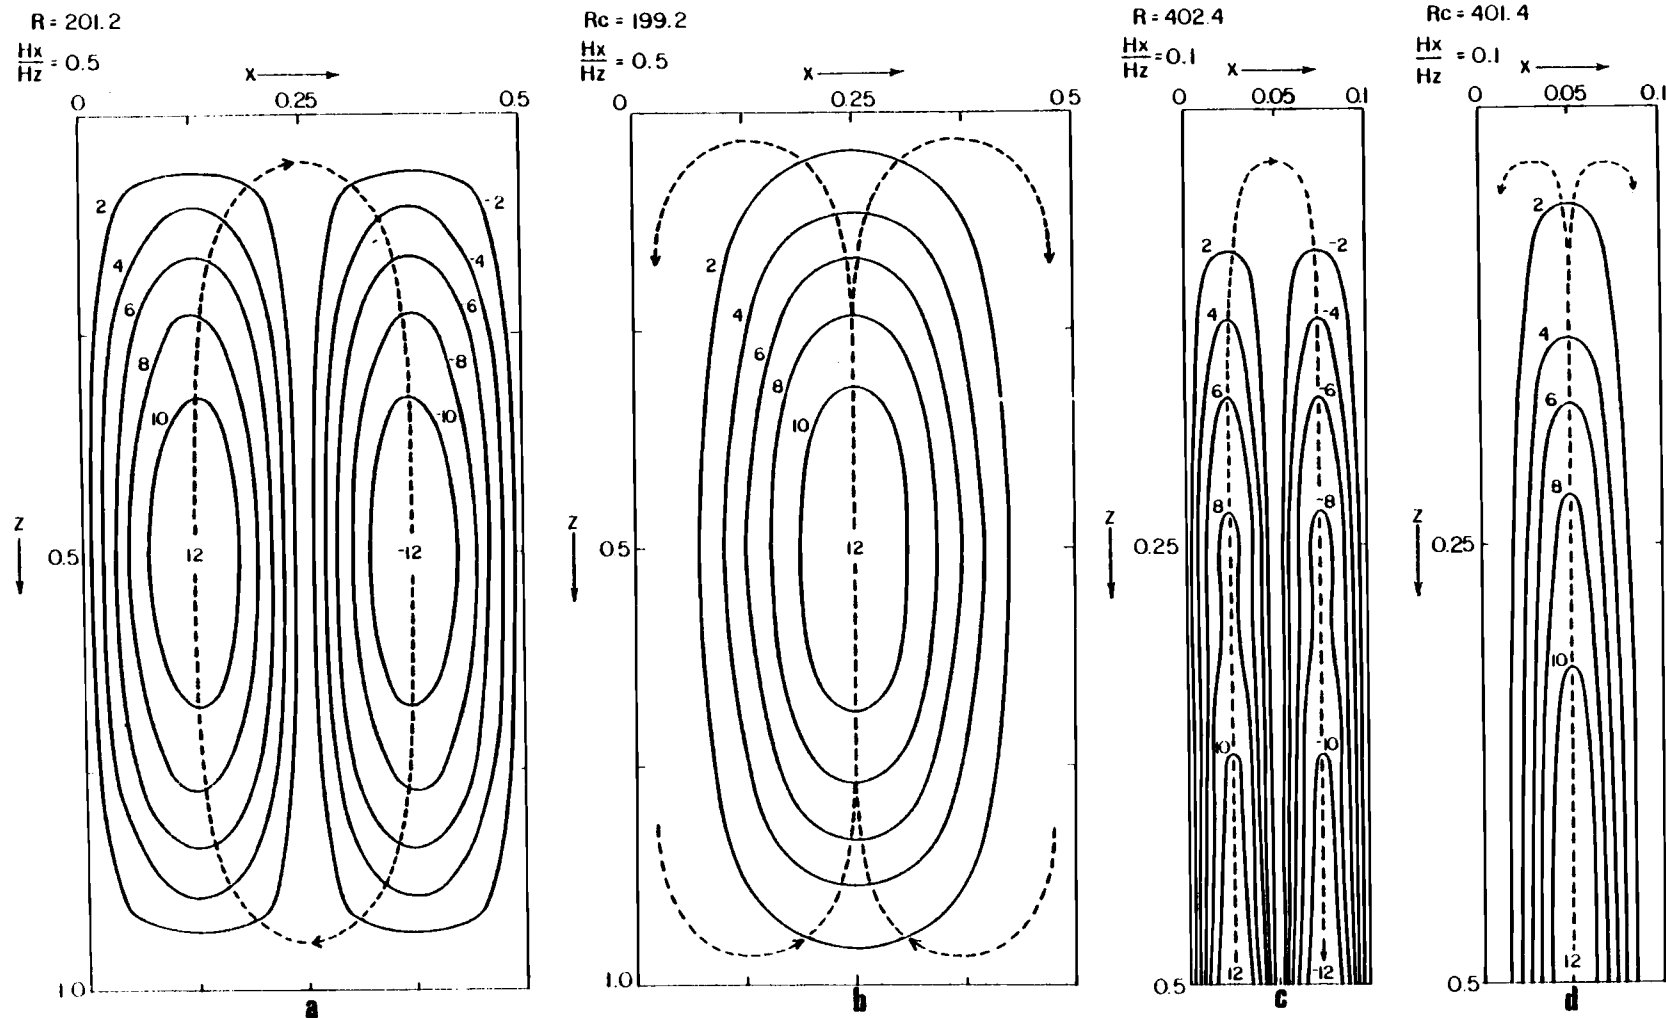 R = 201.2
Hx
Hz = 0.5
x
0 0.25 0.5
2 -2
4 -4
6 -6
8 -8
10 -10
z
0.5 12 -12
1.0
a
Rc = 199.2
Hx
Hz = 0.5
x
0 0.25 0.5
2
4
6
8
10
z
0.5 12
1.0
b
R = 402.4
Hx
Hz = 0.1
x
0 0.05 0.1
2 -2
4 -4
6 -6
8 -8
z
0.25
10 -10
0.5 12 -12
c
Rc = 401.4
Hx
Hz = 0.1
x
0 0.05 0.1
2
4
6
8
z
0.25
10
0.5 12
d